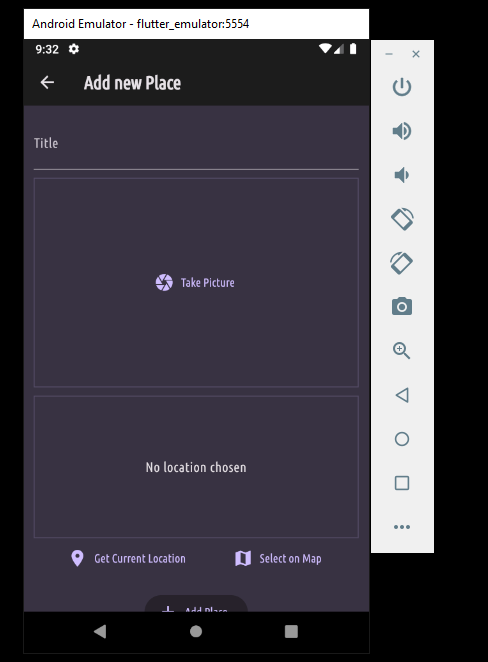 Android Emulator - flutter_emulator:5554
9:32
Add new Place
Title
Take Picture
No location chosen
Get Current Location
Select on Map
Add Place